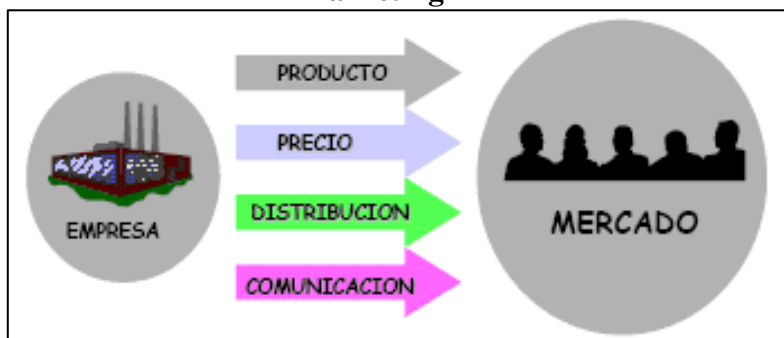 PRODUCTO
PRECIO
DISTRIBUCION
COMUNICACION
EMPRESA
MERCADO